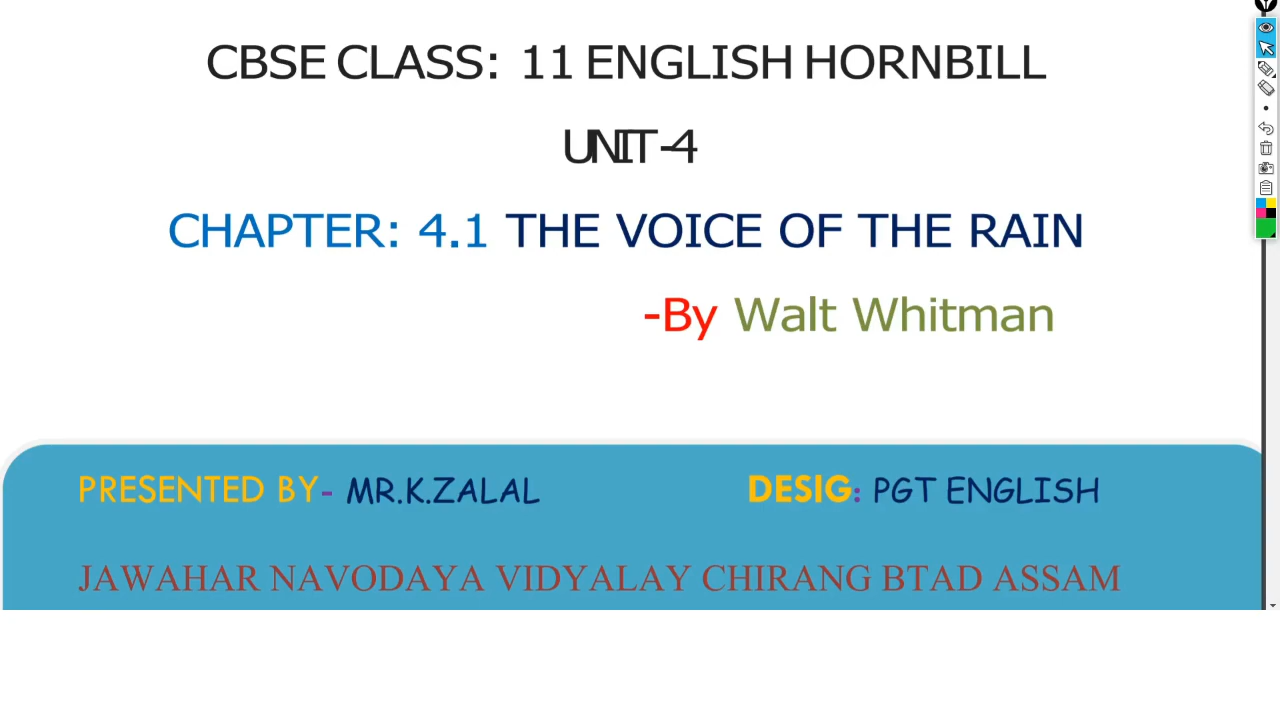 CBSE CLASS: 11 ENGLISH HORNBILL
UNIT-4
CHAPTER: 4.1 THE VOICE OF THE RAIN
-By Walt Whitman
PRESENTED BY- MR.K.ZALAL DESIG: PGT ENGLISH
JAWAHAR NAVODAYA VIDYALAY CHIRANG BTAD ASSAM